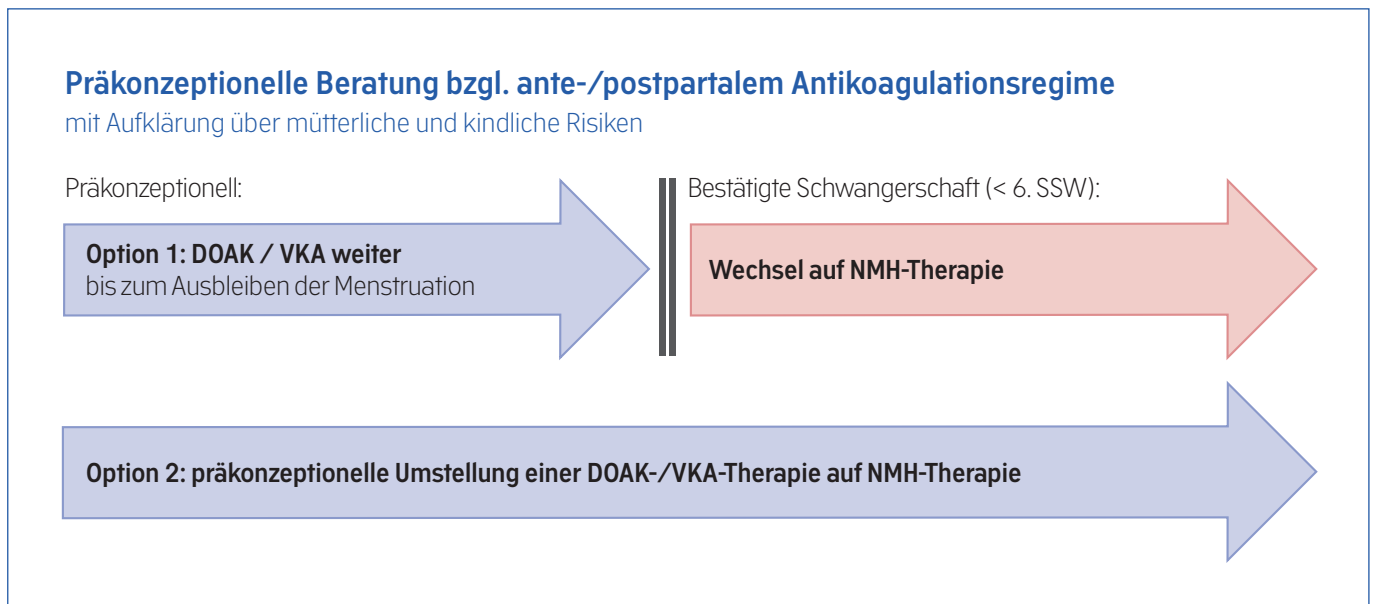 Präkonzeptionelle Beratung bzgl. ante-/postpartalem Antikoagulationsregime
mit Aufklärung über mütterliche und kindliche Risiken
Präkonzeptionell:
Bestätigte Schwangerschaft (< 6. SSW):
Option 1: DOAK / VKA weiter
bis zum Ausbleiben der Menstruation
Wechsel auf NMH-Therapie
Option 2: präkonzeptionelle Umstellung einer DOAK-/VKA-Therapie auf NMH-Therapie